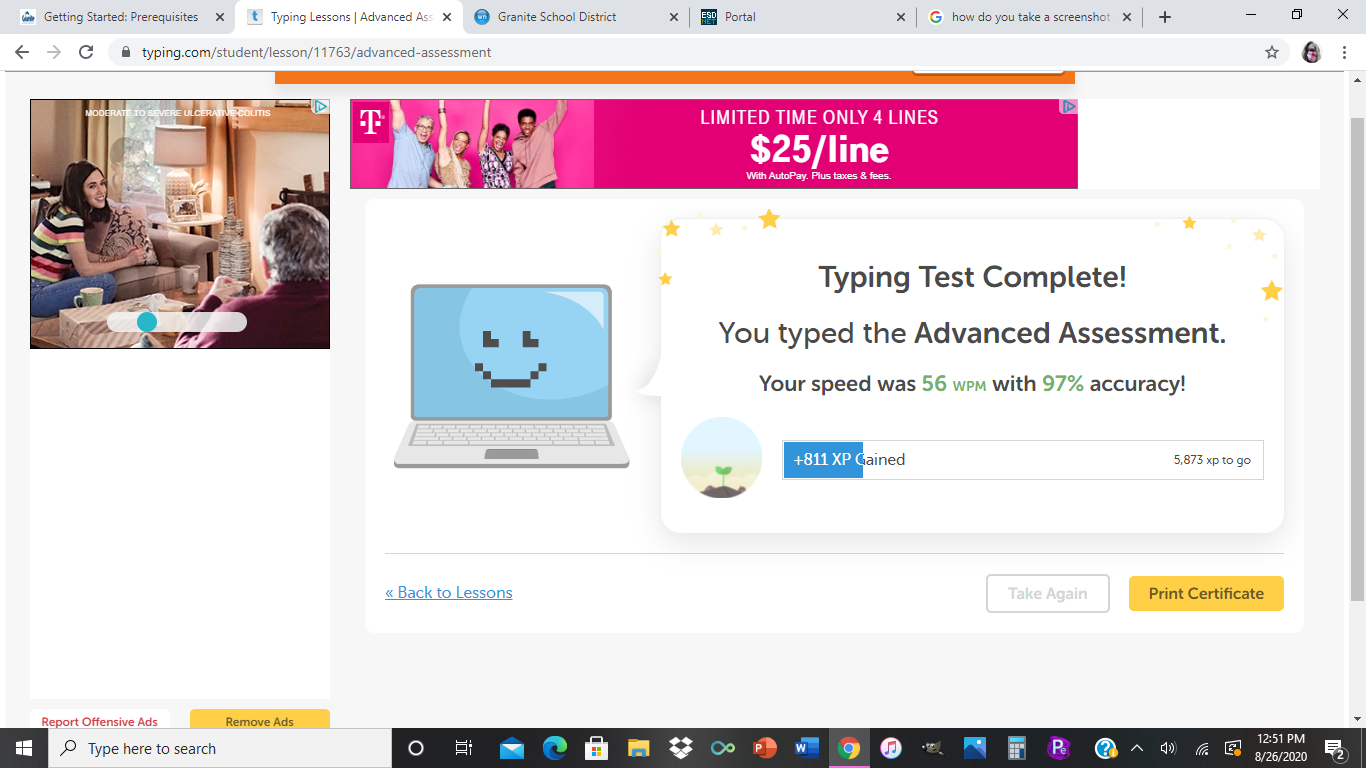 Getting Started: Prerequisites
Typing Lessons | Advanced Ass
Granite School District
ESD NET Portal
how do you take a screenshot
typing.com/student/lesson/11763/advanced-assessment
MODERATE TO SEVERE ULCERATIVE COLITIS
T
LIMITED TIME ONLY 4 LINES
$25/line
With AutoPay. Plus taxes & fees.
Typing Test Complete!
You typed the Advanced Assessment.
Your speed was 56 WPM with 97% accuracy!
+811 XP Gained
5,873 xp to go
« Back to Lessons
Take Again
Print Certificate
Report Offensive Ads
Remove Ads
Type here to search
12:51 PM
8/26/2020
2